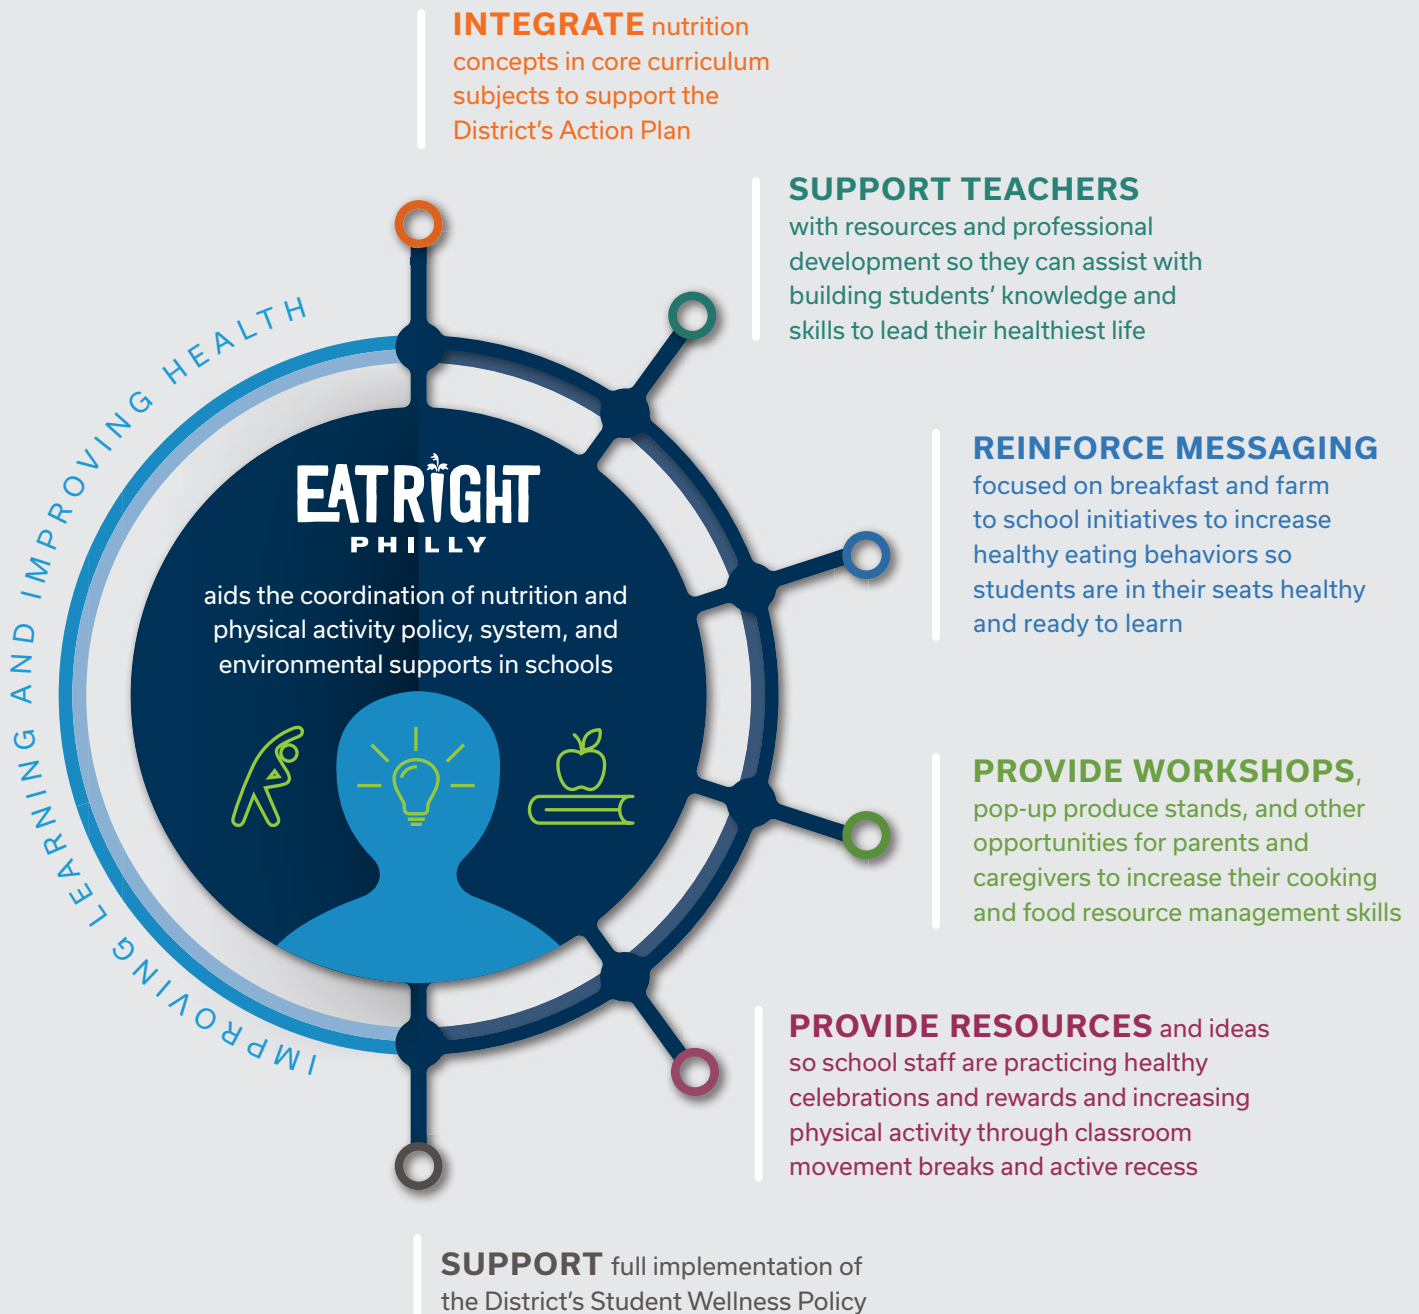 INTEGRATE nutrition
concepts in core curriculum
subjects to support the
District's Action Plan
SUPPORT TEACHERS
with resources and professional
development so they can assist with
building students' knowledge and
skills to lead their healthiest life
REINFORCE MESSAGING
focused on breakfast and farm
to school initiatives to increase
healthy eating behaviors so
students are in their seats healthy
and ready to learn
PROVIDE WORKSHOPS,
pop-up produce stands, and other
opportunities for parents and
caregivers to increase their cooking
and food resource management skills
PROVIDE RESOURCES and ideas
so school staff are practicing healthy
celebrations and rewards and increasing
physical activity through classroom
movement breaks and active recess
SUPPORT full implementation of
the District's Student Wellness Policy
IMPROVING LEARNING AND IMPROVING HEALTH
EATRIGHT
PHILLY
aids the coordination of nutrition and
physical activity policy, system, and
environmental supports in schools